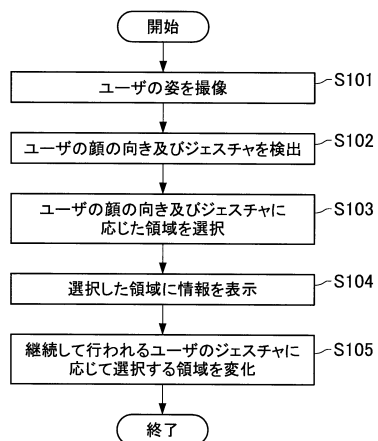 開始
ユーザの姿を撮像
S101
ユーザの顔の向き及びジェスチャを検出
S102
ユーザの顔の向き及びジェスチャに
応じた領域を選択
S103
選択した領域に情報を表示
S104
継続して行われるユーザのジェスチャに
応じて選択する領域を変化
S105
終了